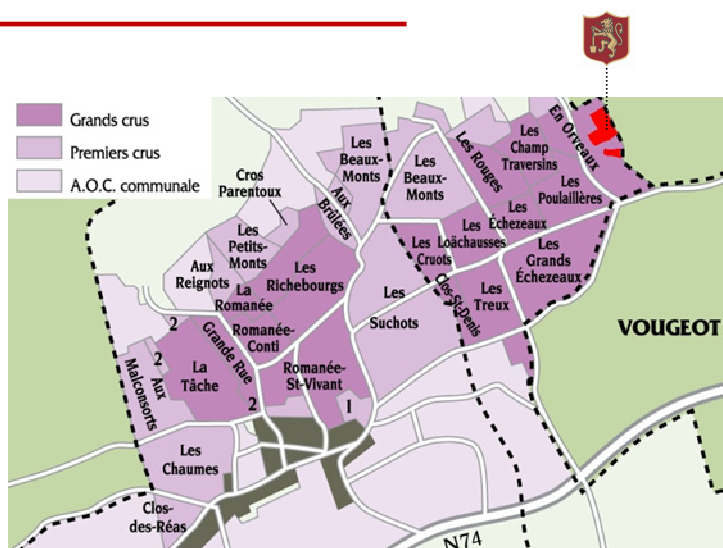 Grands crus
Premiers crus
A.O.C. communale
Cros
Parentoux
Les
Beaux-
Monts
Aux
Brûlées
Les
Beaux-
Monts
Les Rouges
Les
Champ
Traversins
En Orveaux
Les
Poulaillères
Les
Échezeaux
Les
Loächausses
Les
Cruots
Les
Grands
Échezeaux
Clos-St-Denis
Les
Treux
Les
Petits-
Monts
Aux
Reignots
Les
Richebourgs
La
Romanée
Romanée-
Conti
Grande Rue
Les
Suchots
VOUGEOT
2
2
Aux
Malconsorts
La
Tâche
Romanée-
St-Vivant
2
1
Les
Chaumes
Clos-
des-Réas
N74